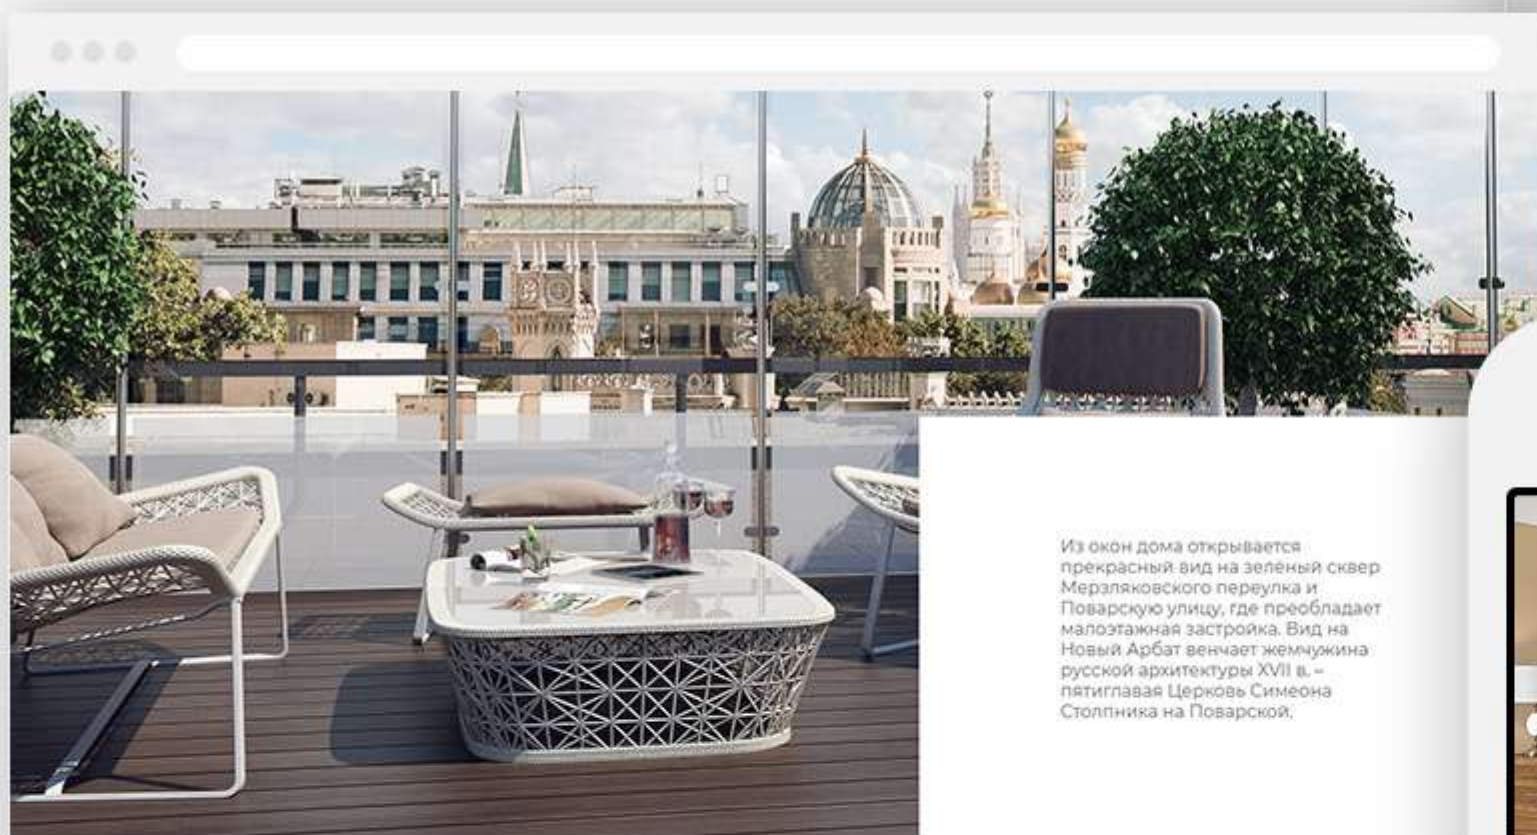 Из окон дома открывается
прекрасный вид на зелёный сквер
Мерзляковского переулка и
Поварскую улицу, где преобладает
малоэтажная застройка. Вид на
Новый Арбат венчает жемчужина
русской архитектуры XVII в. –
пятиглавая Церковь Симеона
Столпника на Поварской.